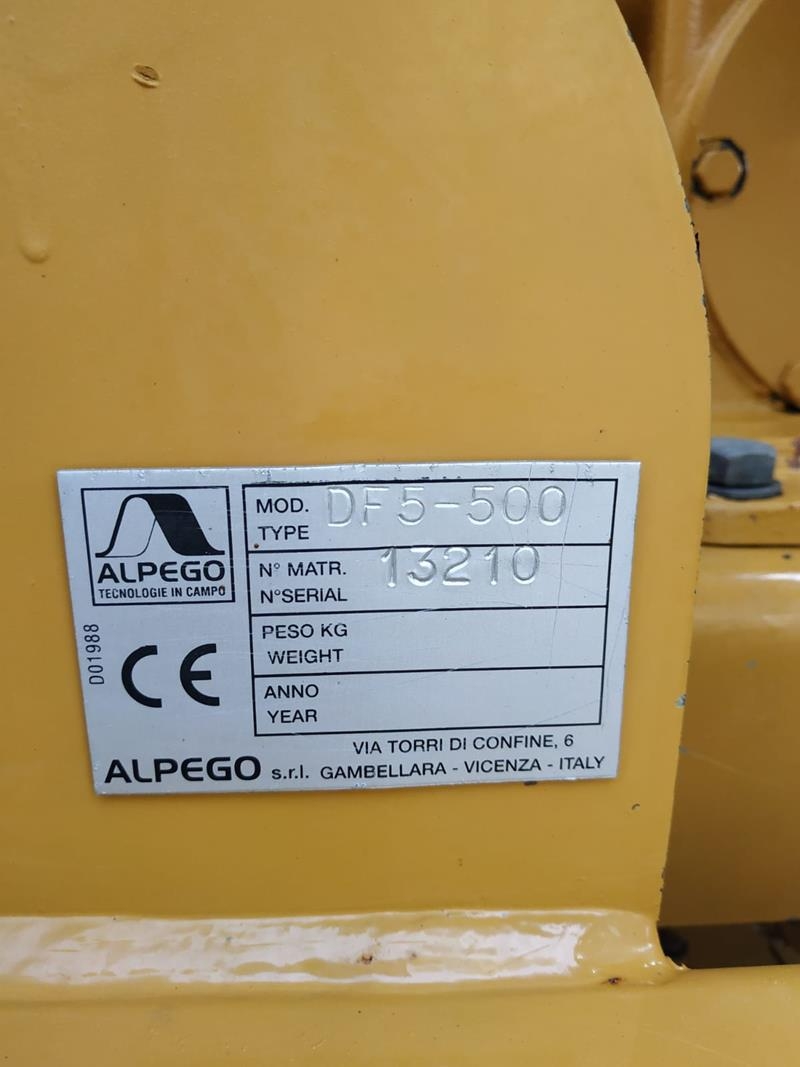 ALPEGO
TECNOLOGIE IN CAMPO
D01988
CE
MOD. DF5-500
TYPE
N° MATR. 13210
N°SERIAL
PESO KG
WEIGHT
ANNO
YEAR
VIA TORRI DI CONFINE, 6
ALPEGO s.r.l. GAMBELLARA - VICENZA - ITALY